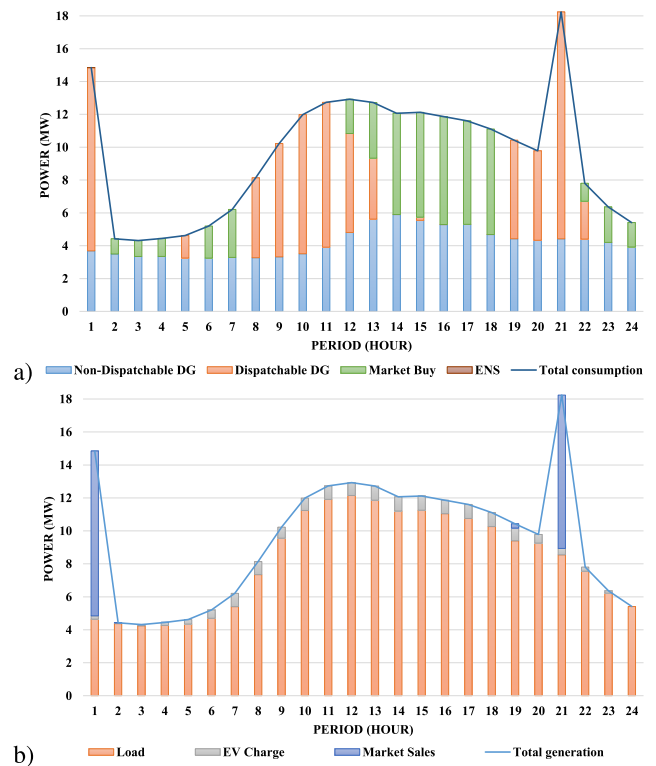 18
16
14
12
10
8
6
4
2
0
POWER (MW)
1 2 3 4 5 6 7 8 9 10 11 12 13 14 15 16 17 18 19 20 21 22 23 24
PERIOD (HOUR)
a) Non-Dispatchable DG Dispatchable DG Market Buy ENS Total consumption
18
16
14
12
10
8
6
4
2
0
POWER (MW)
1 2 3 4 5 6 7 8 9 10 11 12 13 14 15 16 17 18 19 20 21 22 23 24
PERIOD (HOUR)
b) Load EV Charge Market Sales Total generation